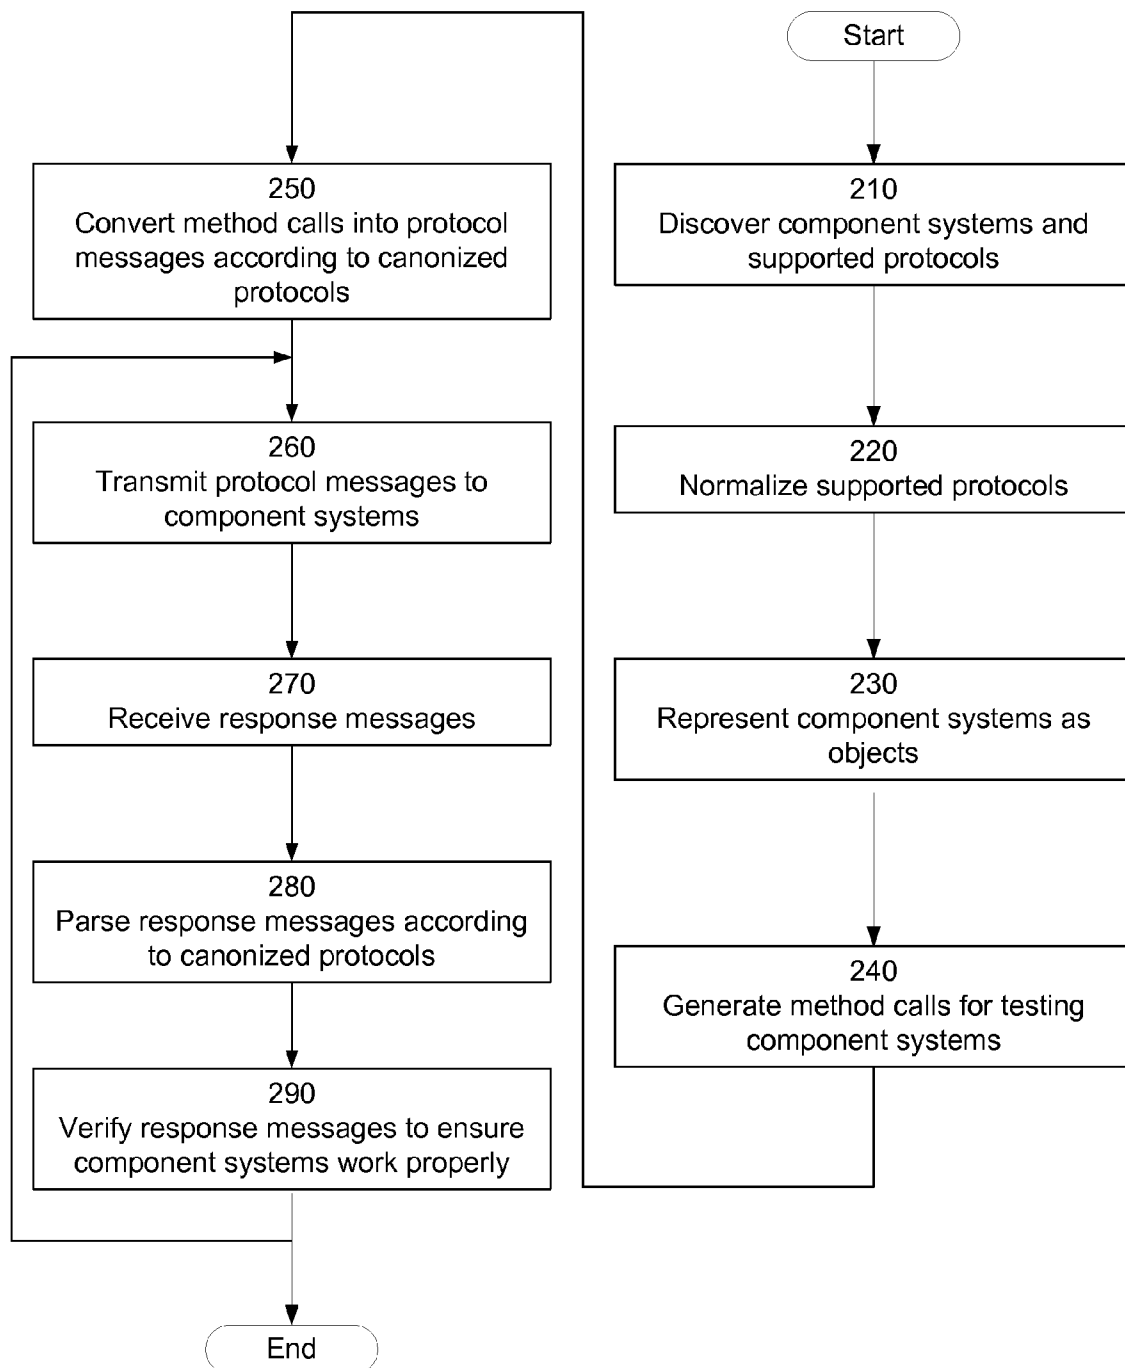 Start
210
Discover component systems and
supported protocols
220
Normalize supported protocols
230
Represent component systems as
objects
240
Generate method calls for testing
component systems
250
Convert method calls into protocol
messages according to canonized
protocols
260
Transmit protocol messages to
component systems
270
Receive response messages
280
Parse response messages according
to canonized protocols
290
Verify response messages to ensure
component systems work properly
End